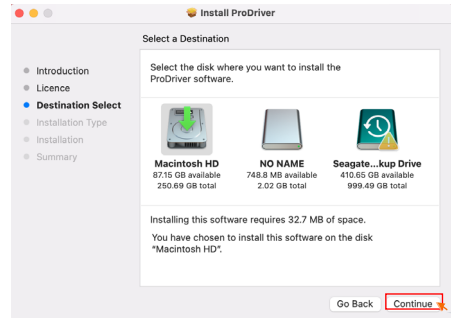 Install ProDriver
Select a Destination
Introduction
Licence
Destination Select
Installation Type
Installation
Summary
Select the disk where you want to install the
ProDriver software.
Macintosh HD
87.15 GB available
250.69 GB total
NO NAME
748.8 MB available
2.02 GB total
Seagate...kup Drive
410.65 GB available
999.49 GB total
Installing this software requires 32.7 MB of space.
You have chosen to install this software on the disk
“Macintosh HD”.
Go Back
Continue